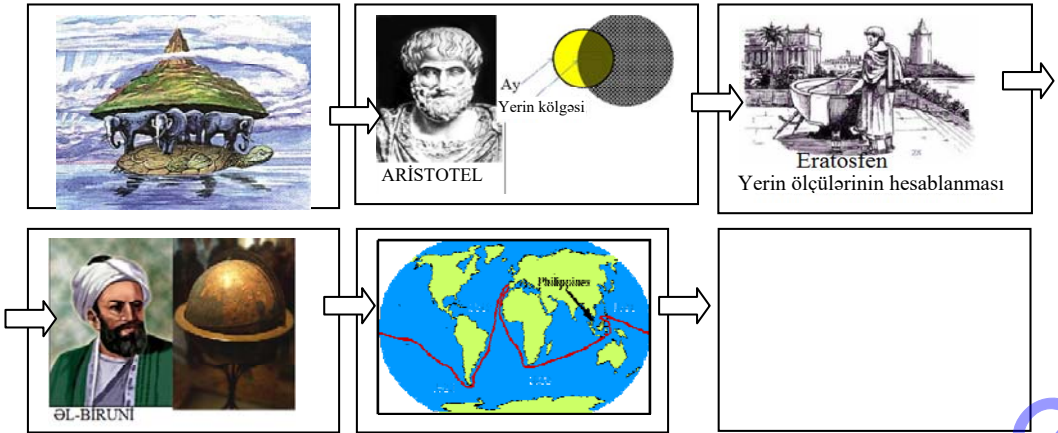 Ay
Yerin kölgəsi
ARİSTOTEL
Eratosfen
Yerin ölçülərinin hesablanması
ƏL-BİRUNİ
Philippines